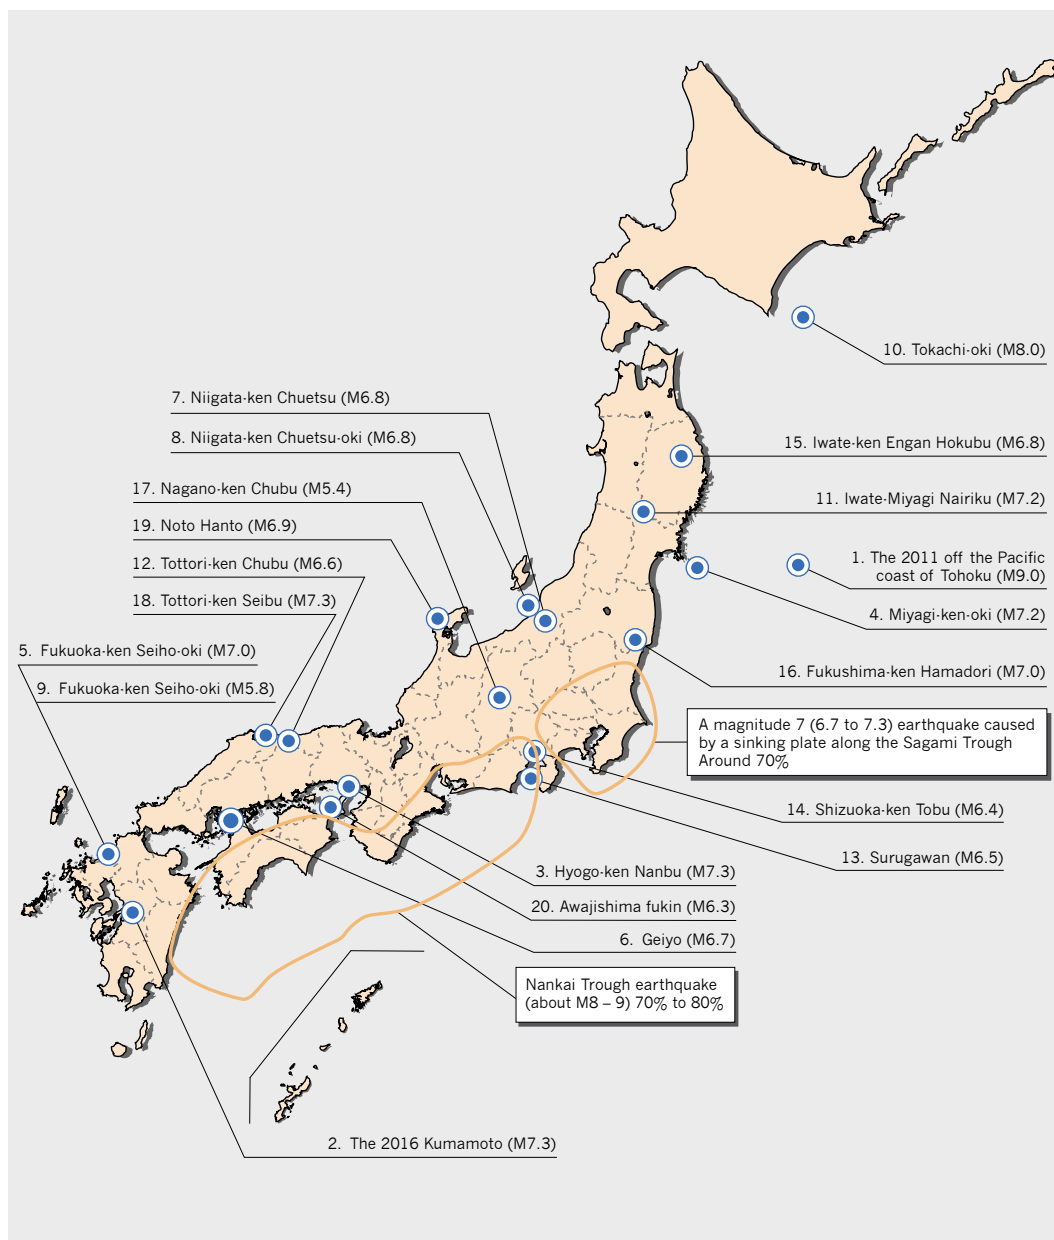 10. Tokachi-oki (M8.0)
7. Niigata-ken Chuetsu (M6.8)
8. Niigata-ken Chuetsu-oki (M6.8)
15. Iwate-ken Engan Hokubu (M6.8)
17. Nagano-ken Chubu (M5.4)
11. Iwate-Miyagi Nairiku (M7.2)
19. Noto Hanto (M6.9)
12. Tottori-ken Chubu (M6.6)
1. The 2011 off the Pacific
coast of Tohoku (M9.0)
18. Tottori-ken Seibu (M7.3)
4. Miyagi-ken-oki (M7.2)
5. Fukuoka-ken Seiho-oki (M7.0)
16. Fukushima-ken Hamadori (M7.0)
9. Fukuoka-ken Seiho-oki (M5.8)
A magnitude 7 (6.7 to 7.3) earthquake caused
by a sinking plate along the Sagami Trough
Around 70%
14. Shizuoka-ken Tobu (M6.4)
13. Surugawan (M6.5)
3. Hyogo-ken Nanbu (M7.3)
20. Awajishima fukin (M6.3)
6. Geiyo (M6.7)
Nankai Trough earthquake
(about M8 – 9) 70% to 80%
2. The 2016 Kumamoto (M7.3)